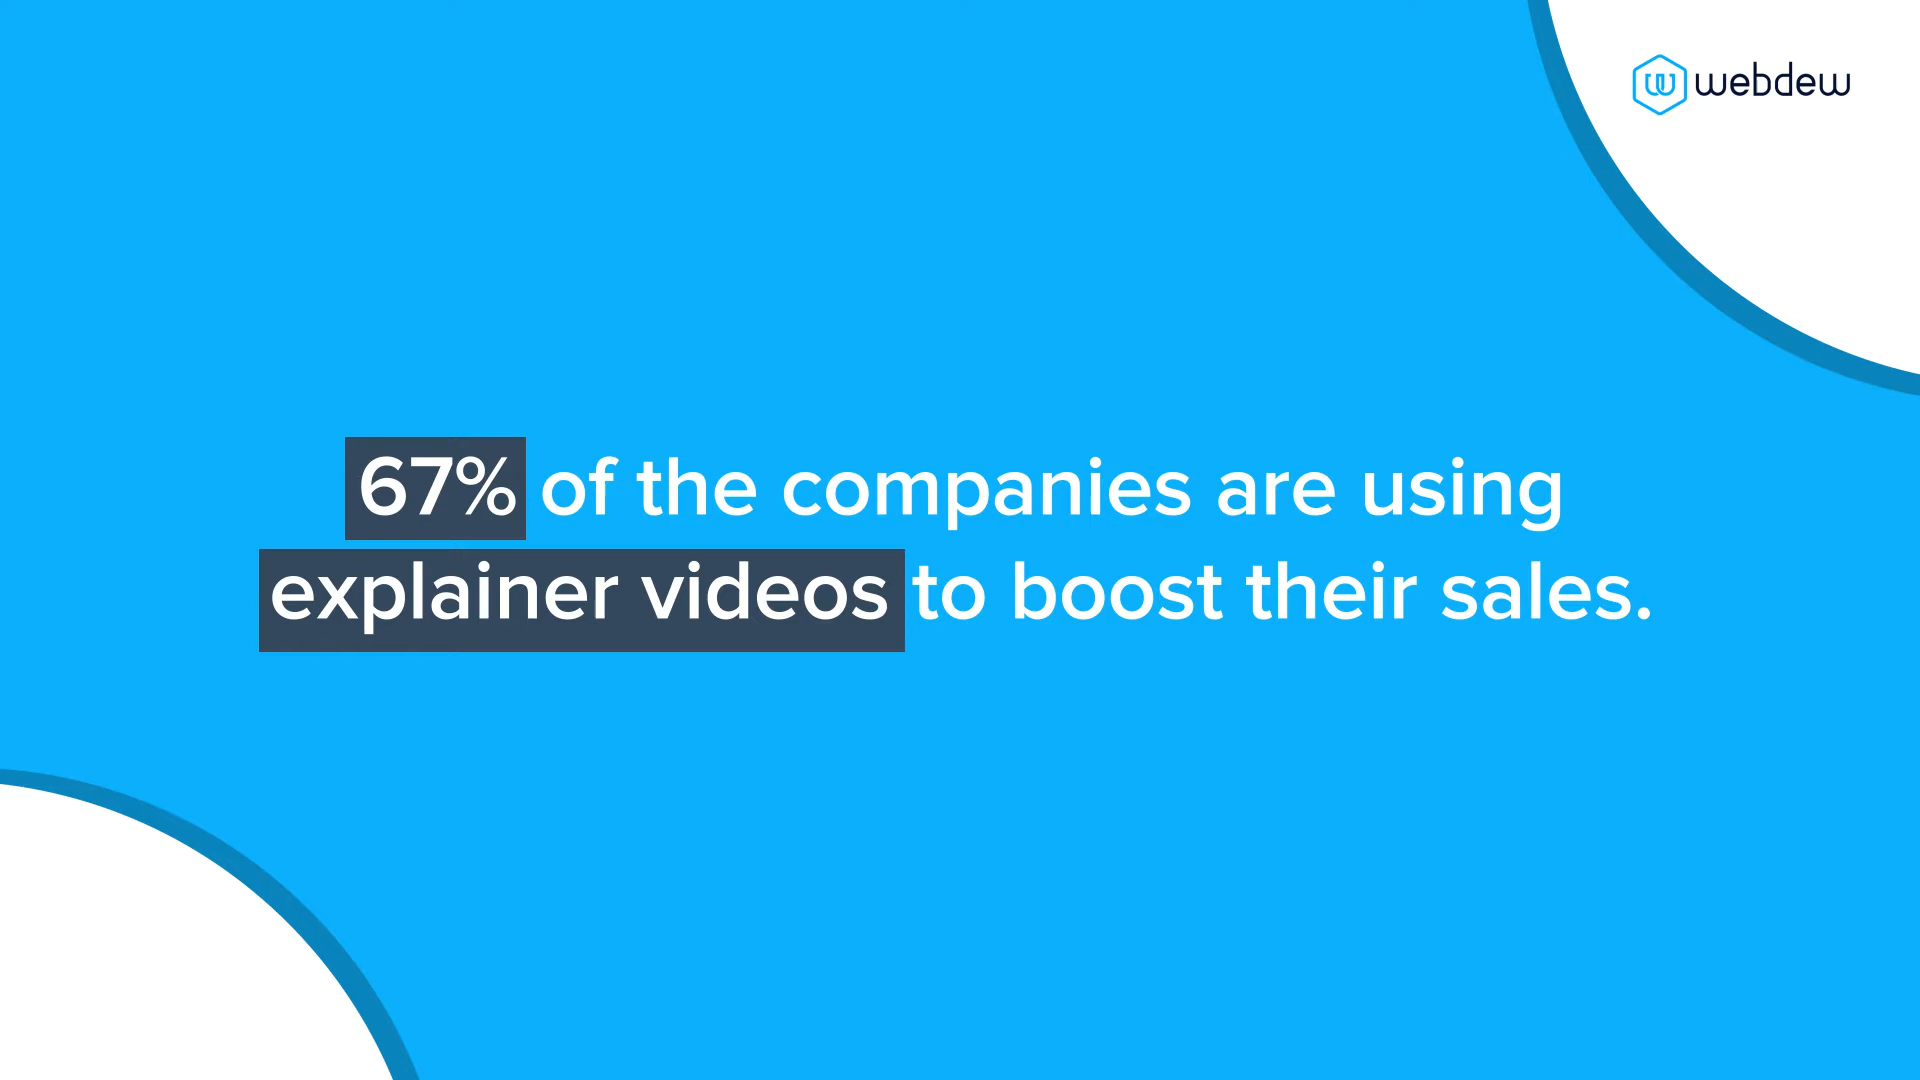 webdew
67% of the companies are using
explainer videos to boost their sales.